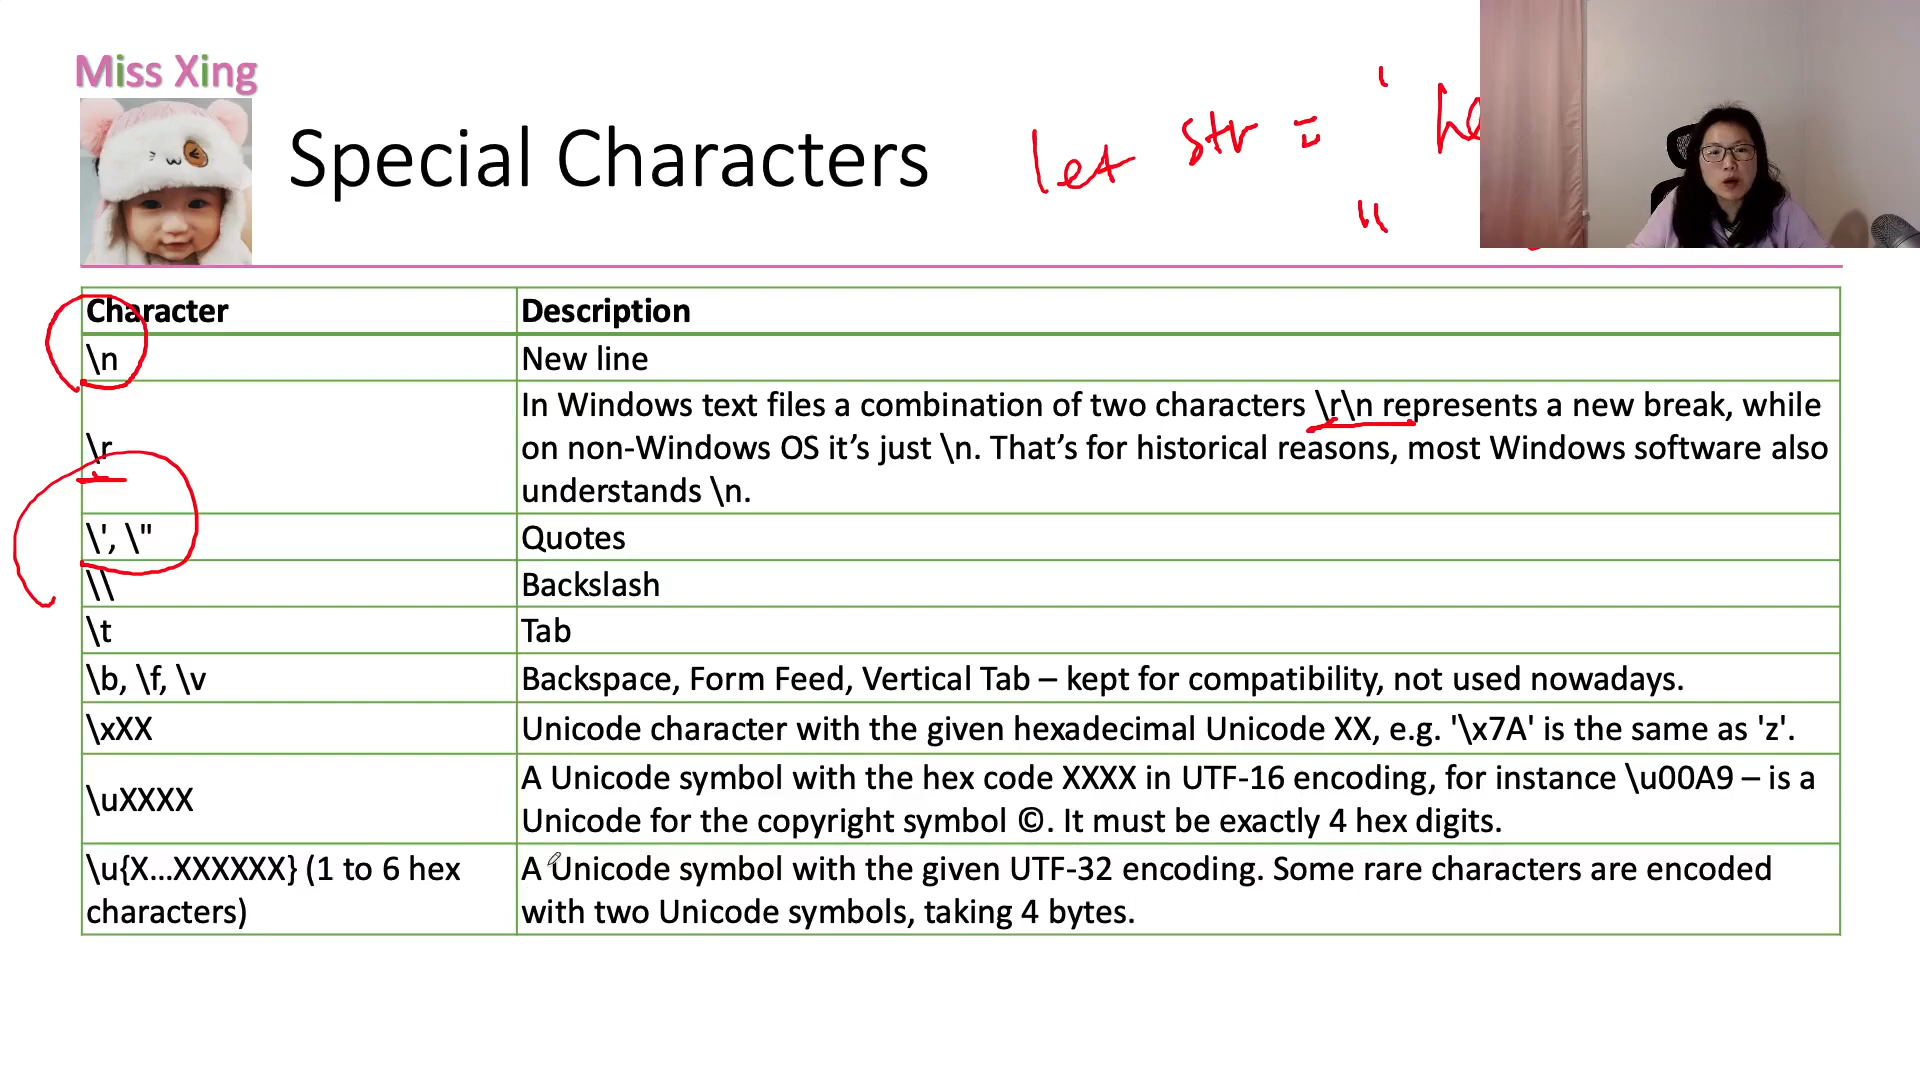 Miss Xing
Special Characters
let str = '
"
Character
Description
\n
New line
\r
In Windows text files a combination of two characters \r\n represents a new break, while
on non-Windows OS it’s just \n. That’s for historical reasons, most Windows software also
understands \n.
\', \"
Quotes
\\
Backslash
\t
Tab
\b, \f, \v
Backspace, Form Feed, Vertical Tab – kept for compatibility, not used nowadays.
\xXX
Unicode character with the given hexadecimal Unicode XX, e.g. '\x7A' is the same as 'z'.
\uXXXX
A Unicode symbol with the hex code XXXX in UTF-16 encoding, for instance \u00A9 – is a
Unicode for the copyright symbol ©. It must be exactly 4 hex digits.
\u{X…XXXXXX} (1 to 6 hex
characters)
A Unicode symbol with the given UTF-32 encoding. Some rare characters are encoded
with two Unicode symbols, taking 4 bytes.